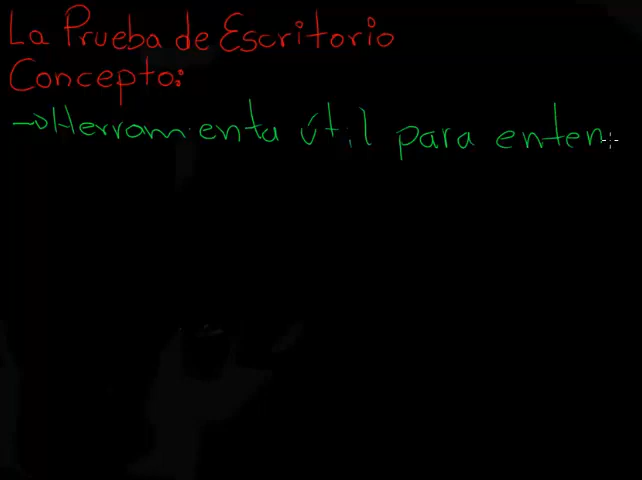 La Prueba de Escritorio
Concepto:
→Herramienta útil para enten